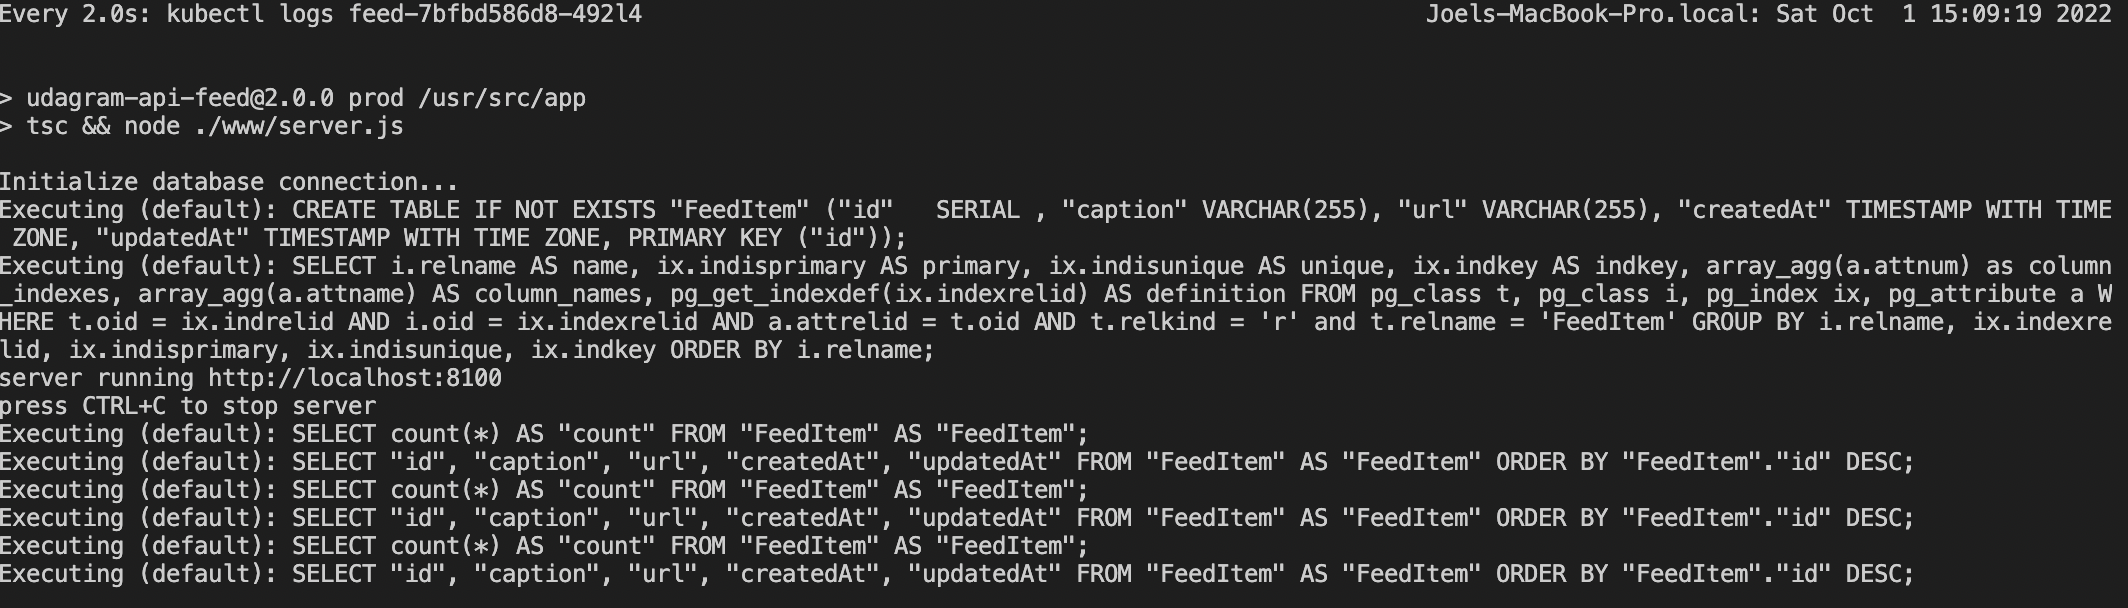 Every 2.0s: kubectl logs feed-7bfbd586d8-492l4 Joels-MacBook-Pro.local: Sat Oct  1 15:09:19 2022
> udagram-api-feed@2.0.0 prod /usr/src/app
> tsc && node ./www/server.js
Initialize database connection...
Executing (default): CREATE TABLE IF NOT EXISTS "FeedItem" ("id"   SERIAL , "caption" VARCHAR(255), "url" VARCHAR(255), "createdAt" TIMESTAMP WITH TIME
 ZONE, "updatedAt" TIMESTAMP WITH TIME ZONE, PRIMARY KEY ("id"));
Executing (default): SELECT i.relname AS name, ix.indisprimary AS primary, ix.indisunique AS unique, ix.indkey AS indkey, array_agg(a.attnum) as column
_indexes, array_agg(a.attname) AS column_names, pg_get_indexdef(ix.indexrelid) AS definition FROM pg_class t, pg_class i, pg_index ix, pg_attribute a W
HERE t.oid = ix.indrelid AND i.oid = ix.indexrelid AND a.attrelid = t.oid AND t.relkind = 'r' and t.relname = 'FeedItem' GROUP BY i.relname, ix.indexre
lid, ix.indisprimary, ix.indisunique, ix.indkey ORDER BY i.relname;
server running http://localhost:8100
press CTRL+C to stop server
Executing (default): SELECT count(*) AS "count" FROM "FeedItem" AS "FeedItem";
Executing (default): SELECT "id", "caption", "url", "createdAt", "updatedAt" FROM "FeedItem" AS "FeedItem" ORDER BY "FeedItem"."id" DESC;
Executing (default): SELECT count(*) AS "count" FROM "FeedItem" AS "FeedItem";
Executing (default): SELECT "id", "caption", "url", "createdAt", "updatedAt" FROM "FeedItem" AS "FeedItem" ORDER BY "FeedItem"."id" DESC;
Executing (default): SELECT count(*) AS "count" FROM "FeedItem" AS "FeedItem";
Executing (default): SELECT "id", "caption", "url", "createdAt", "updatedAt" FROM "FeedItem" AS "FeedItem" ORDER BY "FeedItem"."id" DESC;